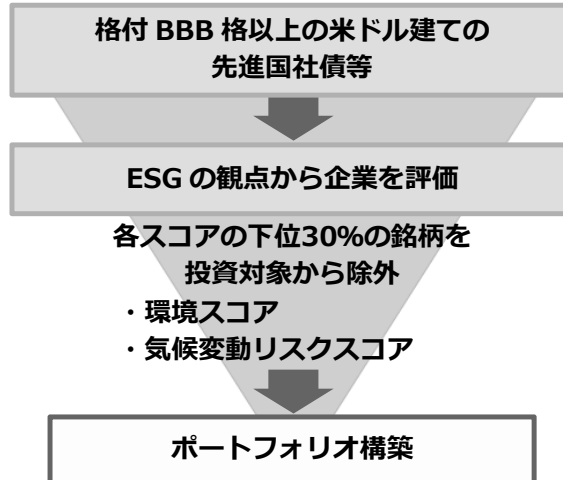 格付 BBB 格以上の米ドル建ての
先進国社債等
ESG の観点から企業を評価
各スコアの下位30%の銘柄を
投資対象から除外
・環境スコア
・気候変動リスクスコア
ポートフォリオ構築